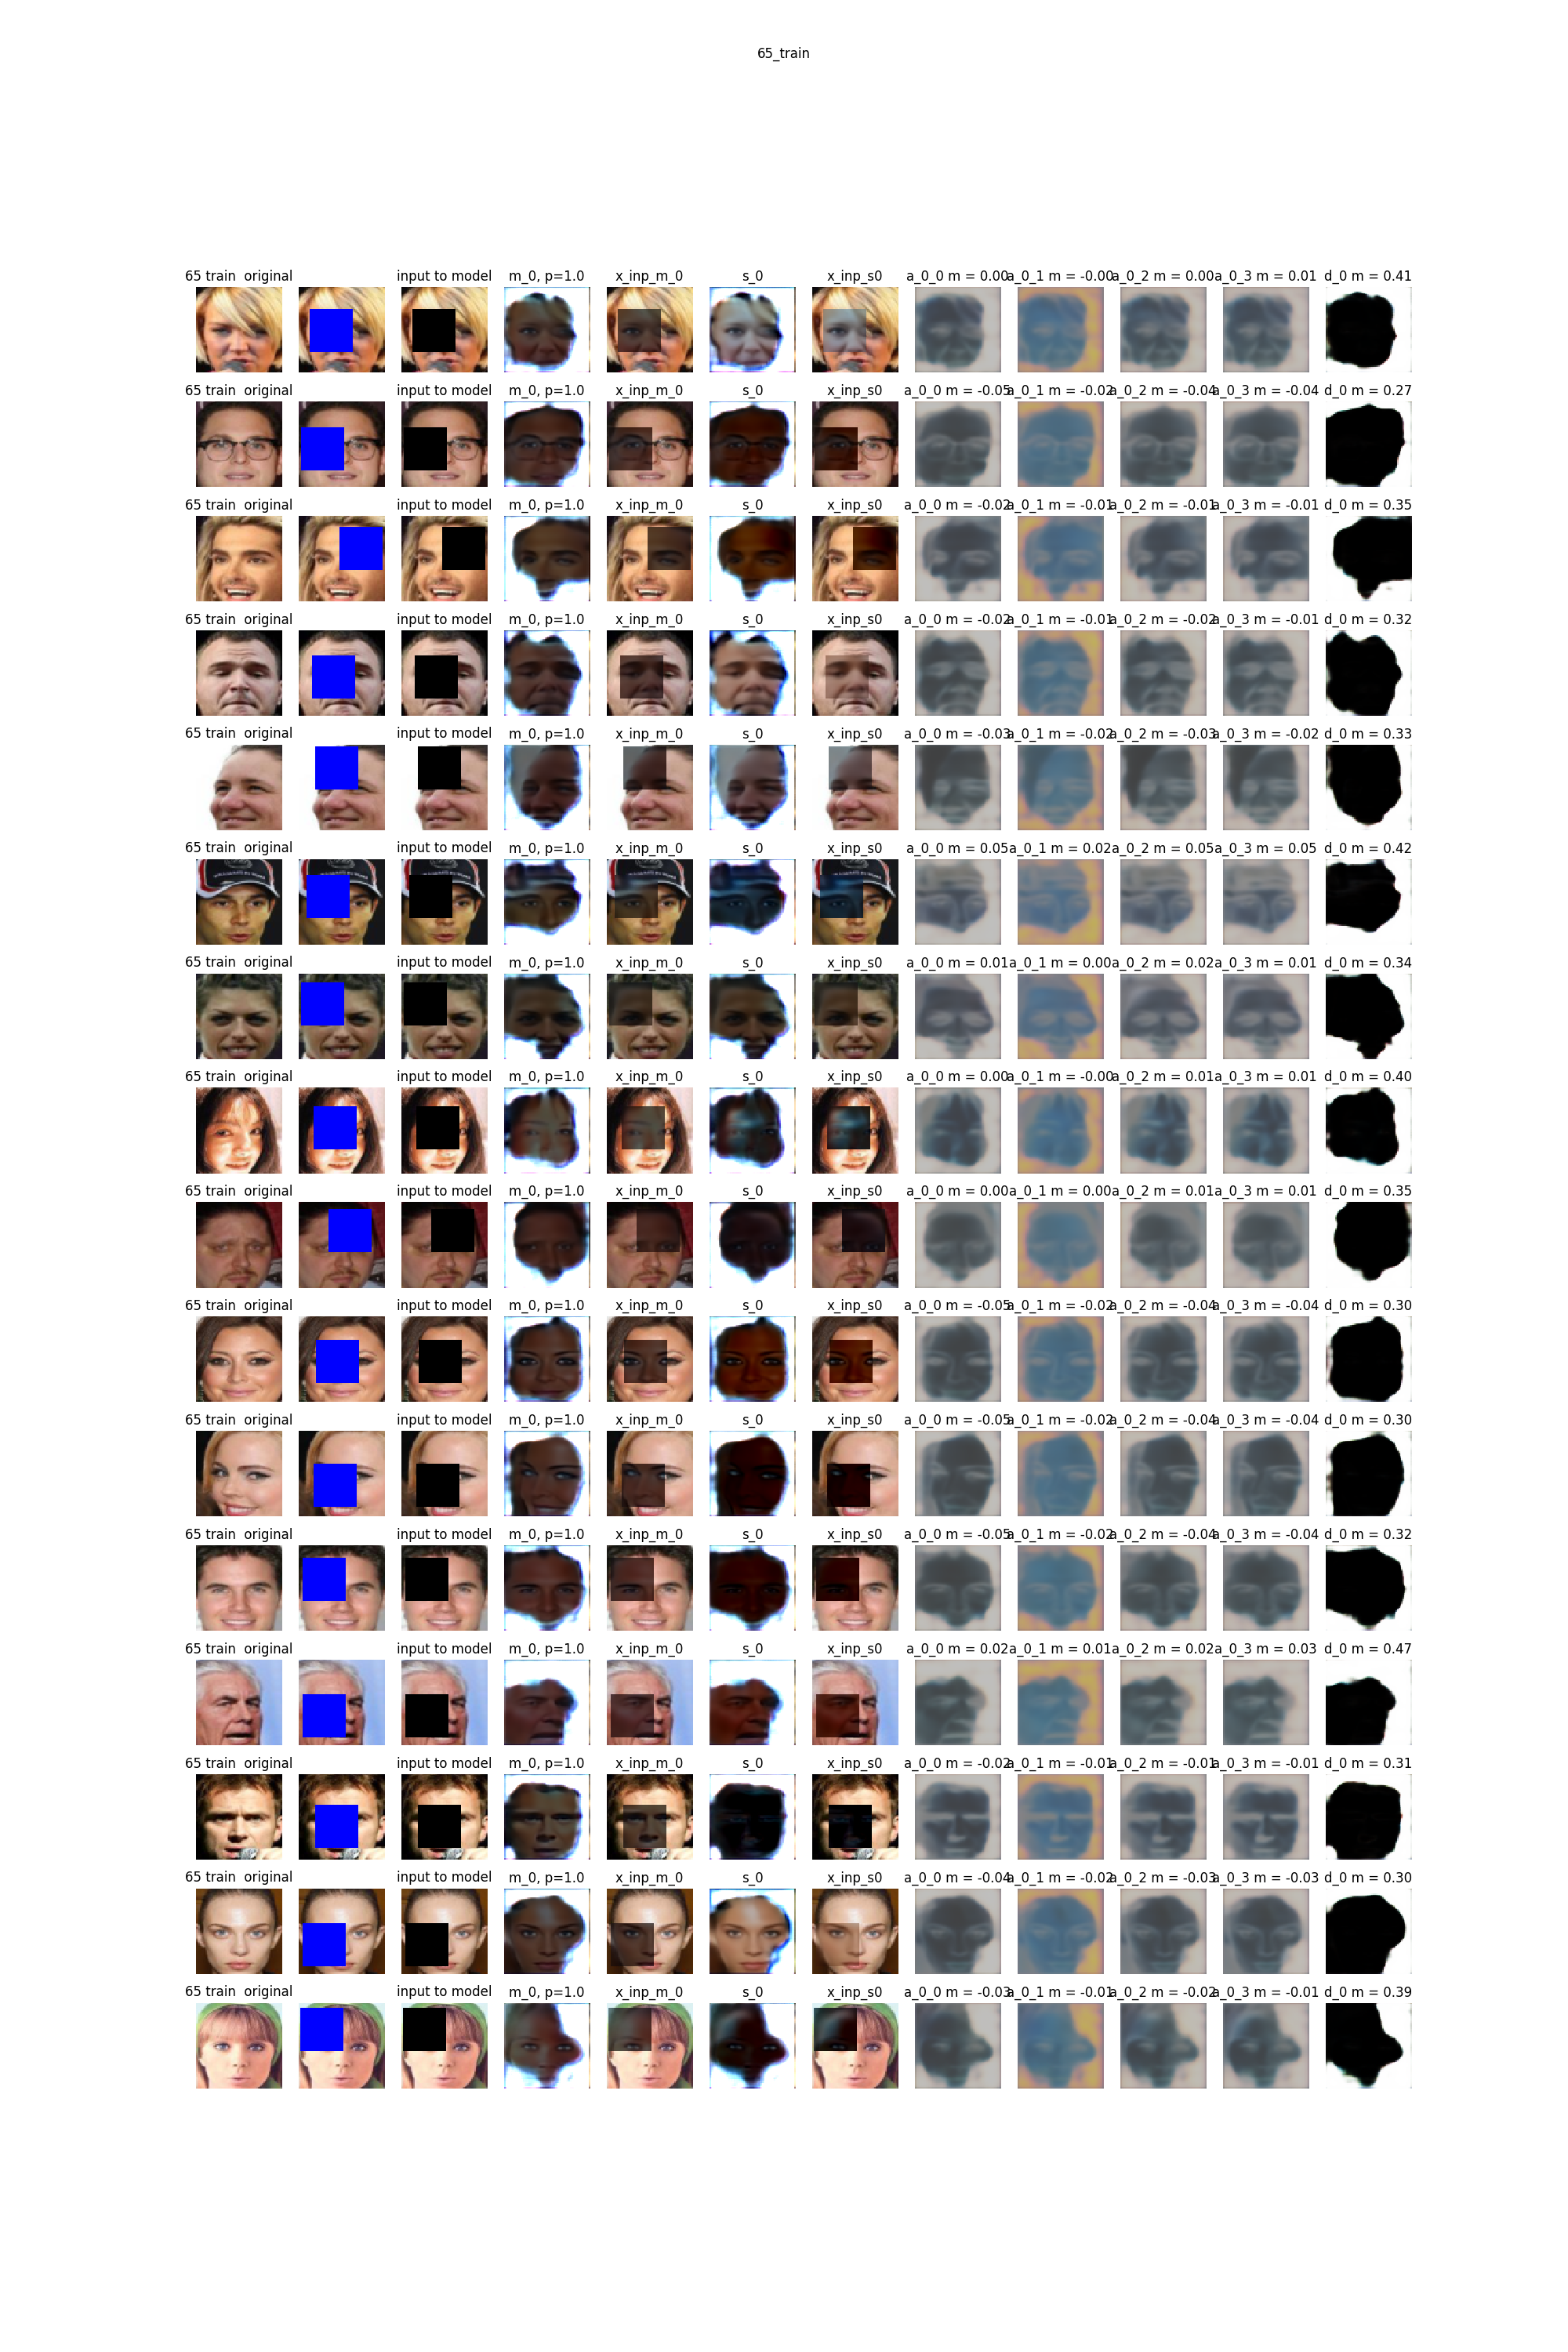 65_train
65 train original input to model m_0, p=1.0 x_inp_m_0 s_0 x_inp_s0 a_0_0 m = 0.00 a_0_1 m = -0.00 a_0_2 m = 0.00 a_0_3 m = 0.01 d_0 m = 0.41
65 train original input to model m_0, p=1.0 x_inp_m_0 s_0 x_inp_s0 a_0_0 m = -0.05 a_0_1 m = -0.02 a_0_2 m = -0.04 a_0_3 m = -0.04 d_0 m = 0.27
65 train original input to model m_0, p=1.0 x_inp_m_0 s_0 x_inp_s0 a_0_0 m = -0.02 a_0_1 m = -0.01 a_0_2 m = -0.01 a_0_3 m = -0.01 d_0 m = 0.35
65 train original input to model m_0, p=1.0 x_inp_m_0 s_0 x_inp_s0 a_0_0 m = -0.02 a_0_1 m = -0.01 a_0_2 m = -0.02 a_0_3 m = -0.01 d_0 m = 0.32
65 train original input to model m_0, p=1.0 x_inp_m_0 s_0 x_inp_s0 a_0_0 m = -0.03 a_0_1 m = -0.02 a_0_2 m = -0.03 a_0_3 m = -0.02 d_0 m = 0.33
65 train original input to model m_0, p=1.0 x_inp_m_0 s_0 x_inp_s0 a_0_0 m = 0.05 a_0_1 m = 0.02 a_0_2 m = 0.05 a_0_3 m = 0.05 d_0 m = 0.42
65 train original input to model m_0, p=1.0 x_inp_m_0 s_0 x_inp_s0 a_0_0 m = 0.01 a_0_1 m = 0.00 a_0_2 m = 0.02 a_0_3 m = 0.01 d_0 m = 0.34
65 train original input to model m_0, p=1.0 x_inp_m_0 s_0 x_inp_s0 a_0_0 m = 0.00 a_0_1 m = -0.00 a_0_2 m = 0.01 a_0_3 m = 0.01 d_0 m = 0.40
65 train original input to model m_0, p=1.0 x_inp_m_0 s_0 x_inp_s0 a_0_0 m = 0.00 a_0_1 m = 0.00 a_0_2 m = 0.01 a_0_3 m = 0.01 d_0 m = 0.35
65 train original input to model m_0, p=1.0 x_inp_m_0 s_0 x_inp_s0 a_0_0 m = -0.05 a_0_1 m = -0.02 a_0_2 m = -0.04 a_0_3 m = -0.04 d_0 m = 0.30
65 train original input to model m_0, p=1.0 x_inp_m_0 s_0 x_inp_s0 a_0_0 m = -0.05 a_0_1 m = -0.02 a_0_2 m = -0.04 a_0_3 m = -0.04 d_0 m = 0.30
65 train original input to model m_0, p=1.0 x_inp_m_0 s_0 x_inp_s0 a_0_0 m = -0.05 a_0_1 m = -0.02 a_0_2 m = -0.04 a_0_3 m = -0.04 d_0 m = 0.32
65 train original input to model m_0, p=1.0 x_inp_m_0 s_0 x_inp_s0 a_0_0 m = 0.02 a_0_1 m = 0.01 a_0_2 m = 0.02 a_0_3 m = 0.03 d_0 m = 0.47
65 train original input to model m_0, p=1.0 x_inp_m_0 s_0 x_inp_s0 a_0_0 m = -0.02 a_0_1 m = -0.01 a_0_2 m = -0.01 a_0_3 m = -0.01 d_0 m = 0.31
65 train original input to model m_0, p=1.0 x_inp_m_0 s_0 x_inp_s0 a_0_0 m = -0.04 a_0_1 m = -0.02 a_0_2 m = -0.03 a_0_3 m = -0.03 d_0 m = 0.30
65 train original input to model m_0, p=1.0 x_inp_m_0 s_0 x_inp_s0 a_0_0 m = -0.03 a_0_1 m = -0.01 a_0_2 m = -0.02 a_0_3 m = -0.01 d_0 m = 0.39